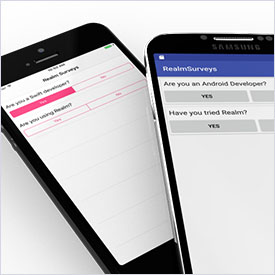 Realm Surveys
Are you a Swift developer?
Yes
No
Are you using Realm?
Yes
No
SAMSUNG
RealmSurveys
Are you an Android Developer?
YES
Have you tried Realm?
YES